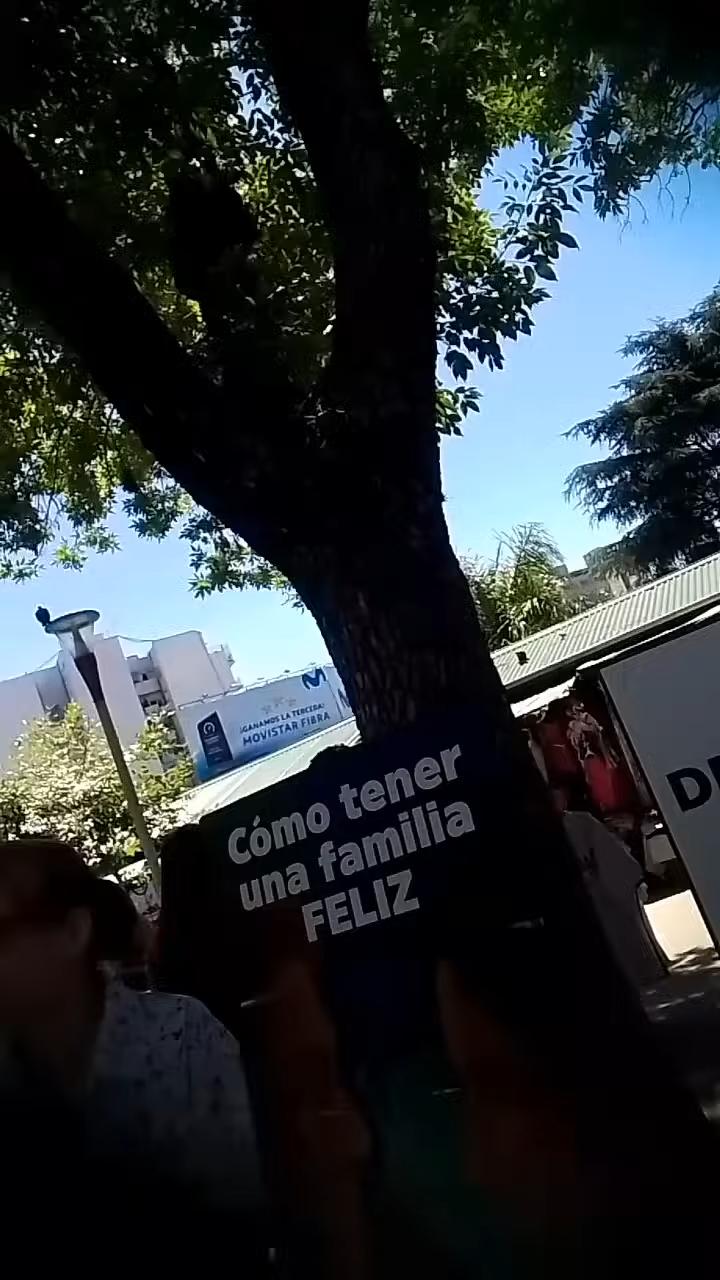 ¡GANAMOS LA TERCERA!
MOVISTAR FIBRA
Cómo tener
una familia
FELIZ